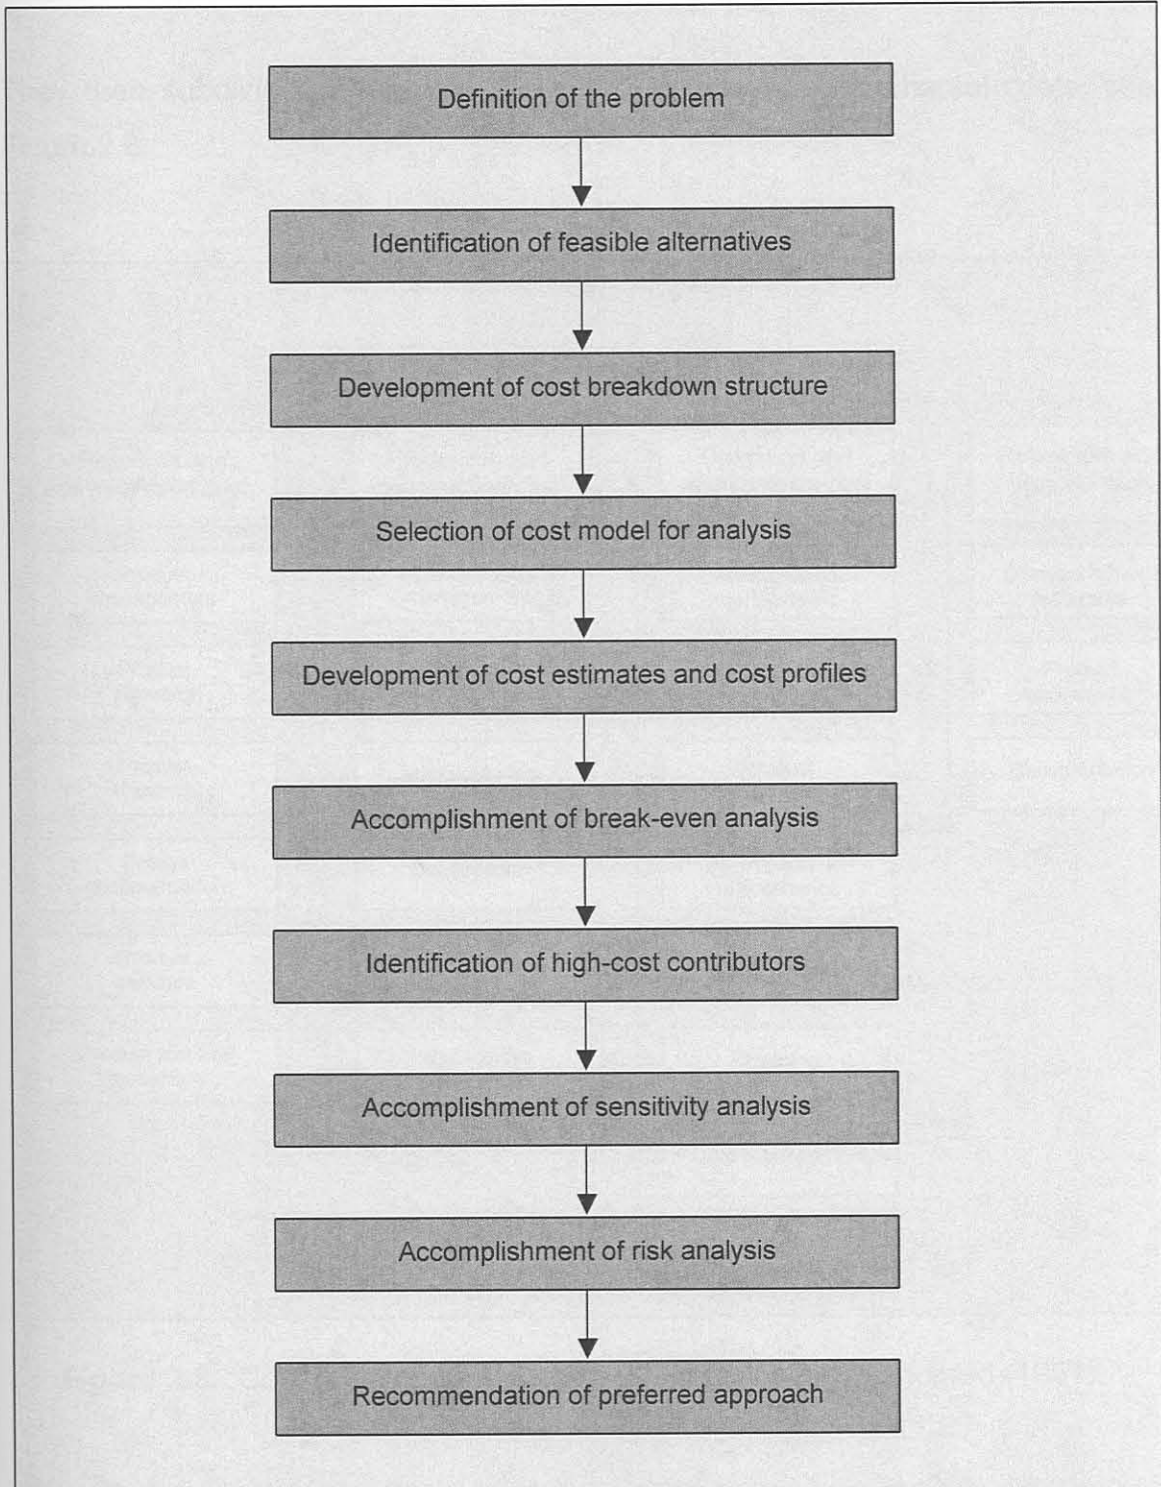 Definition of the problem
Identification of feasible alternatives
Development of cost breakdown structure
Selection of cost model for analysis
Development of cost estimates and cost profiles
Accomplishment of break-even analysis
Identification of high-cost contributors
Accomplishment of sensitivity analysis
Accomplishment of risk analysis
Recommendation of preferred approach